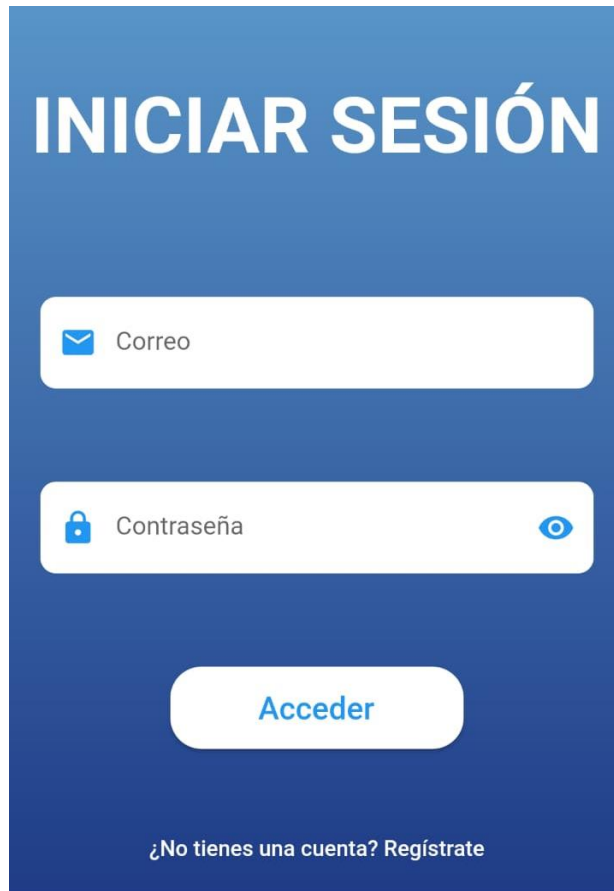 INICIAR SESIÓN
Correo
Contraseña
Acceder
¿No tienes una cuenta? Regístrate